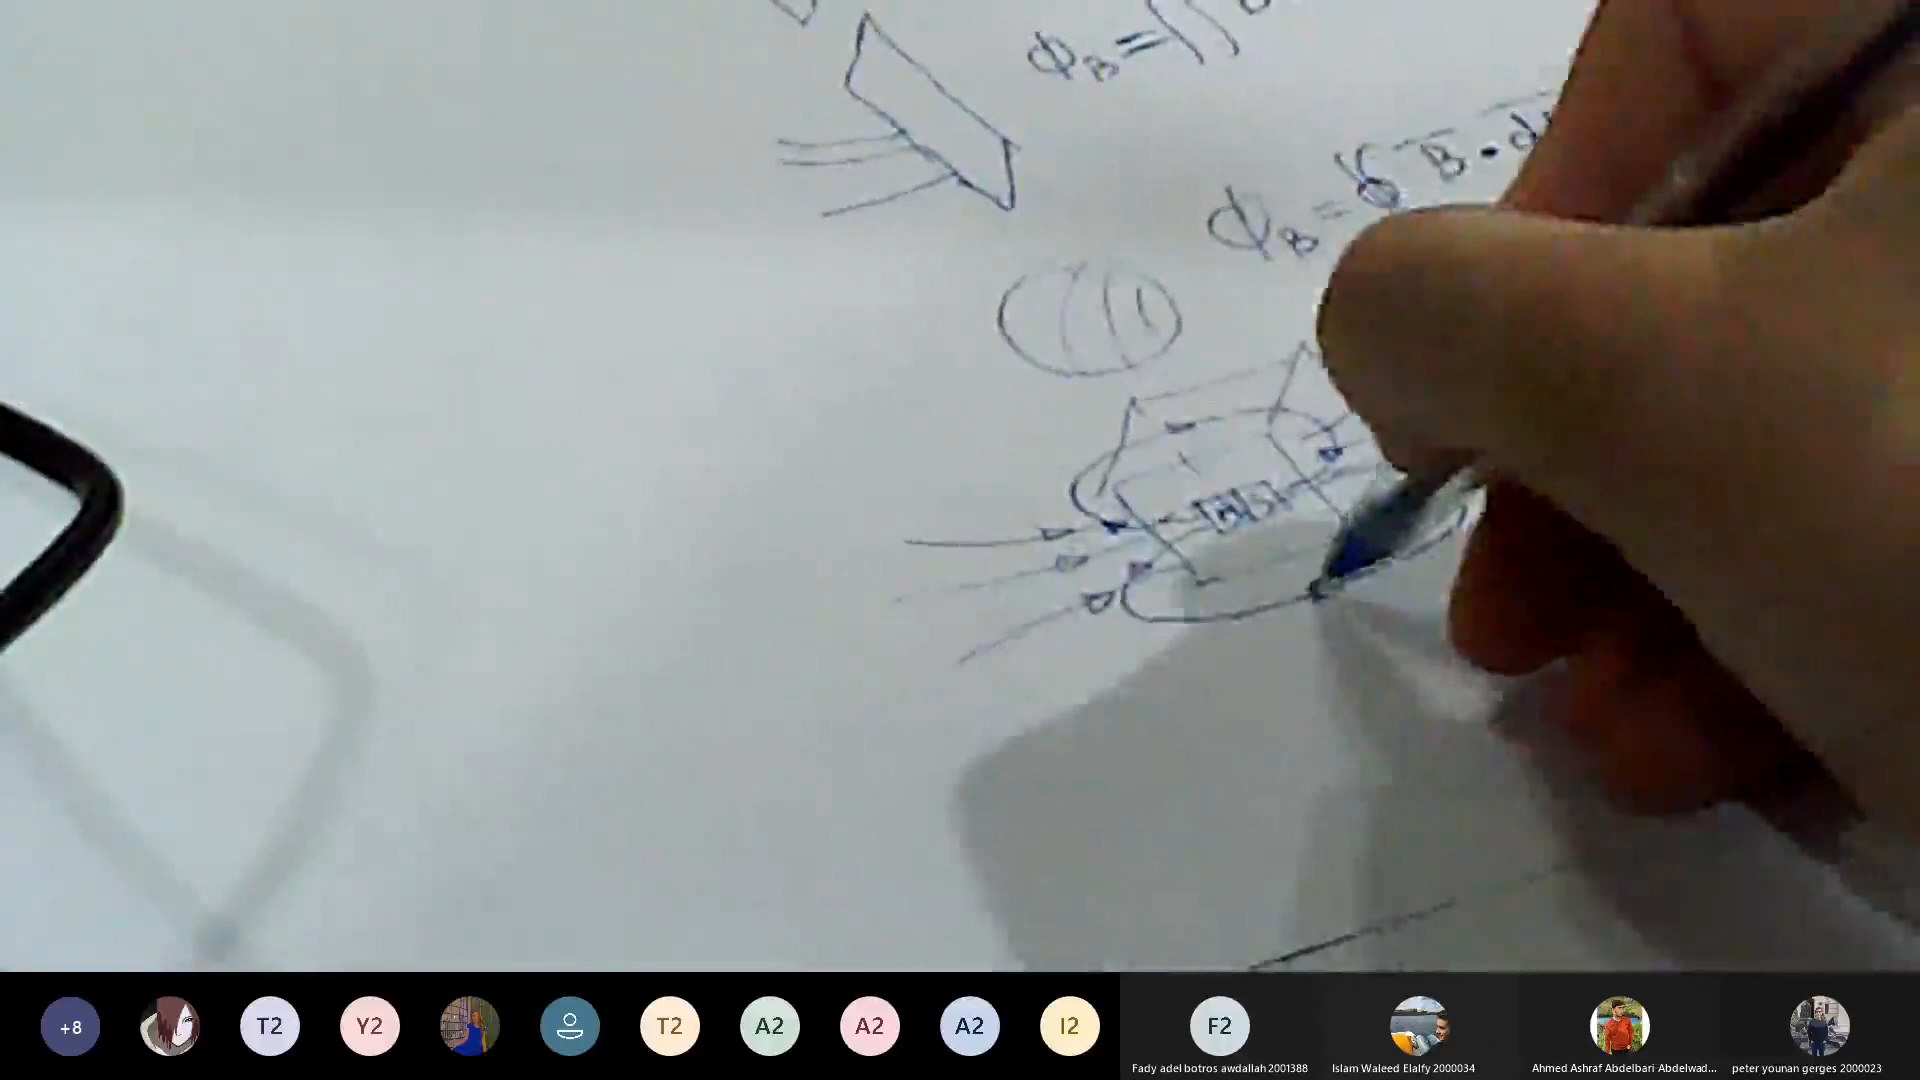 Φ_B = ∫∫
Φ_B = ∯ B̅ · d
N S
+8 T2 Y2 T2 A2 A2 A2 I2 F2
Fady adel botros awdallah 2001388 Islam Waleed Elalfy 2000034 Ahmed Ashraf Abdelbari Abdelwad... peter younan gerges 2000023